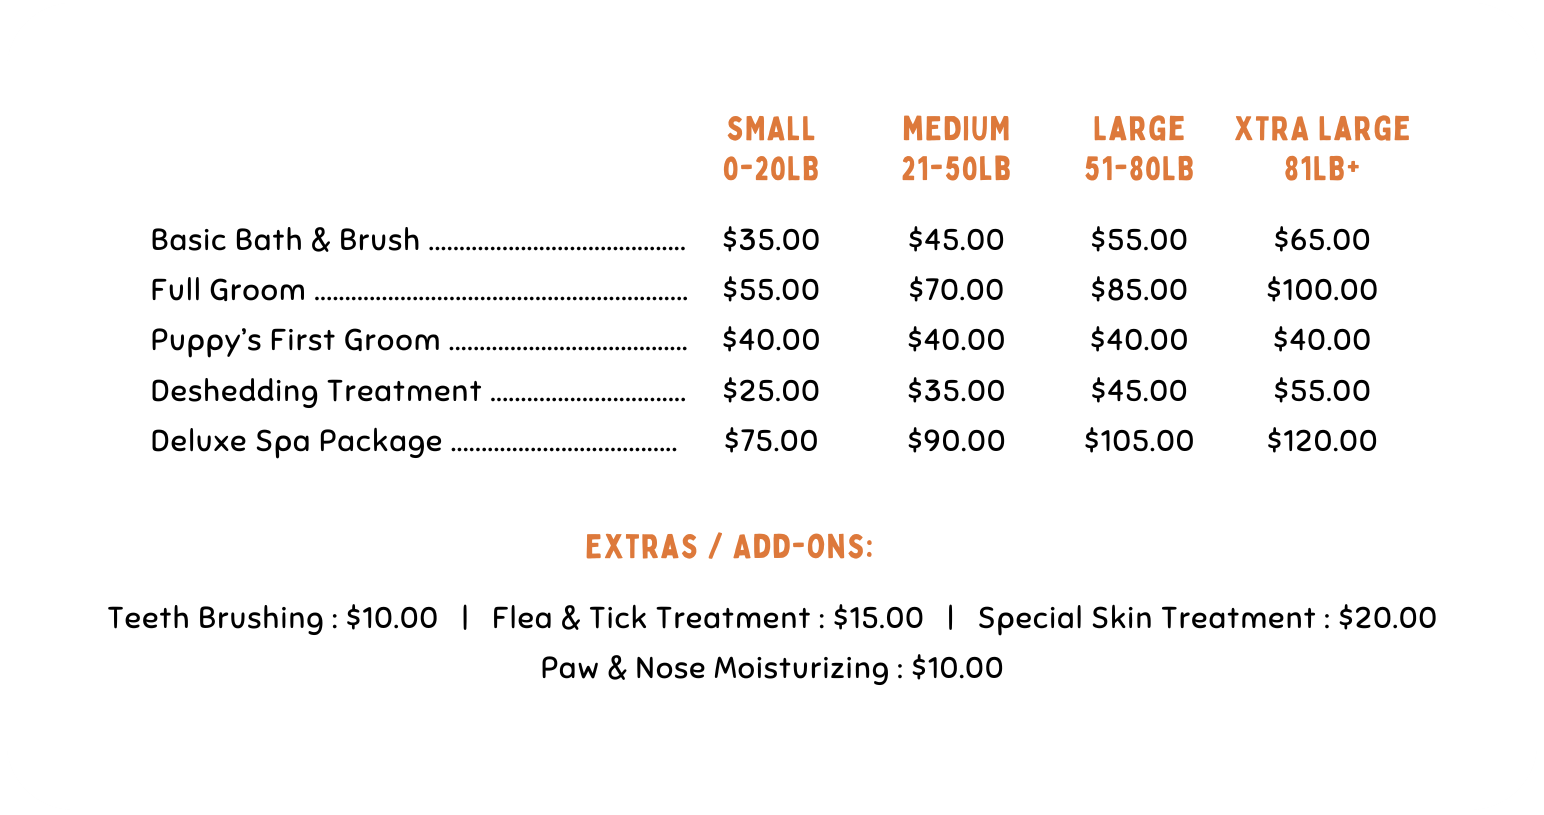 SMALL MEDIUM LARGE XTRA LARGE
0-20LB 21-50LB 51-80LB 81LB+
Basic Bath & Brush .......................................... $35.00 $45.00 $55.00 $65.00
Full Groom ............................................................. $55.00 $70.00 $85.00 $100.00
Puppy’s First Groom ....................................... $40.00 $40.00 $40.00 $40.00
Deshedding Treatment ................................ $25.00 $35.00 $45.00 $55.00
Deluxe Spa Package ..................................... $75.00 $90.00 $105.00 $120.00
EXTRAS / ADD-ONS:
Teeth Brushing : $10.00 | Flea & Tick Treatment : $15.00 | Special Skin Treatment : $20.00
Paw & Nose Moisturizing : $10.00